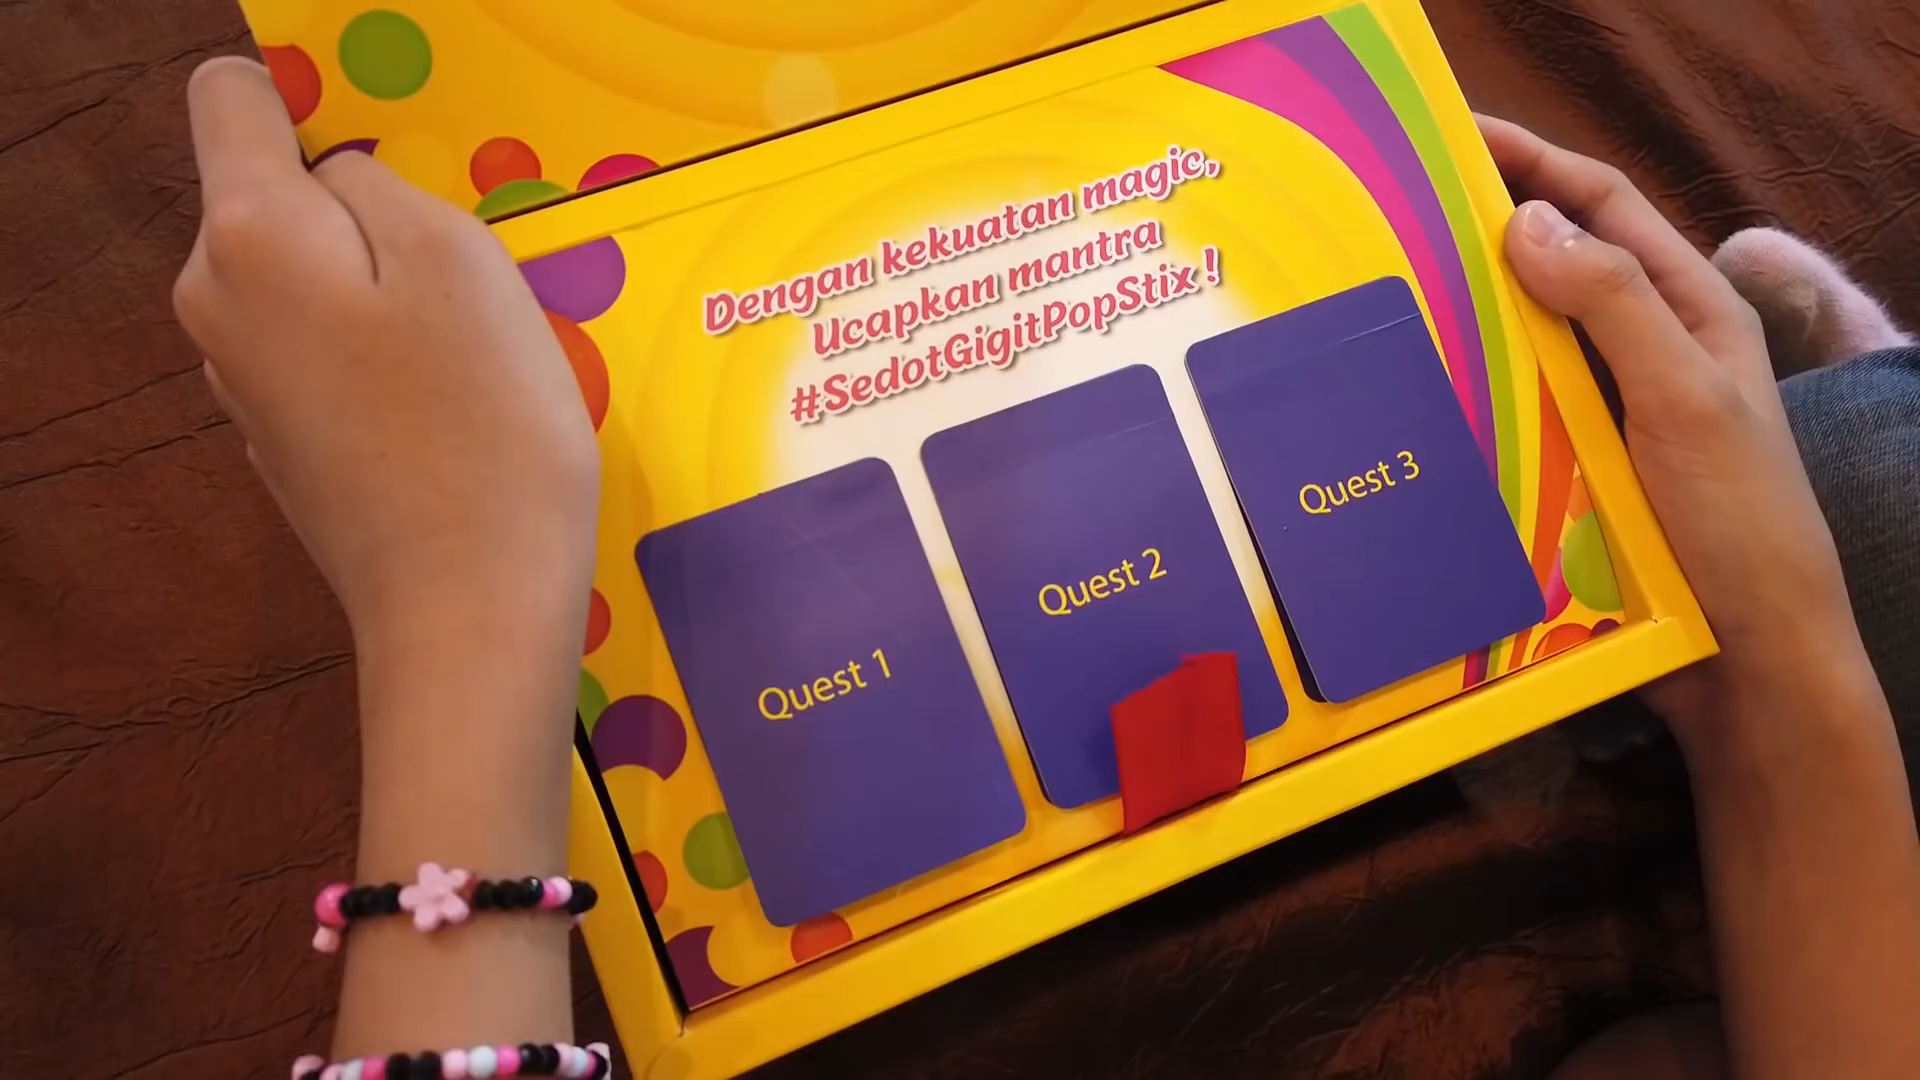 Dengan kekuatan magic,
Ucapkan mantra
#SedotGigitPopStix !
Quest 1
Quest 2
Quest 3